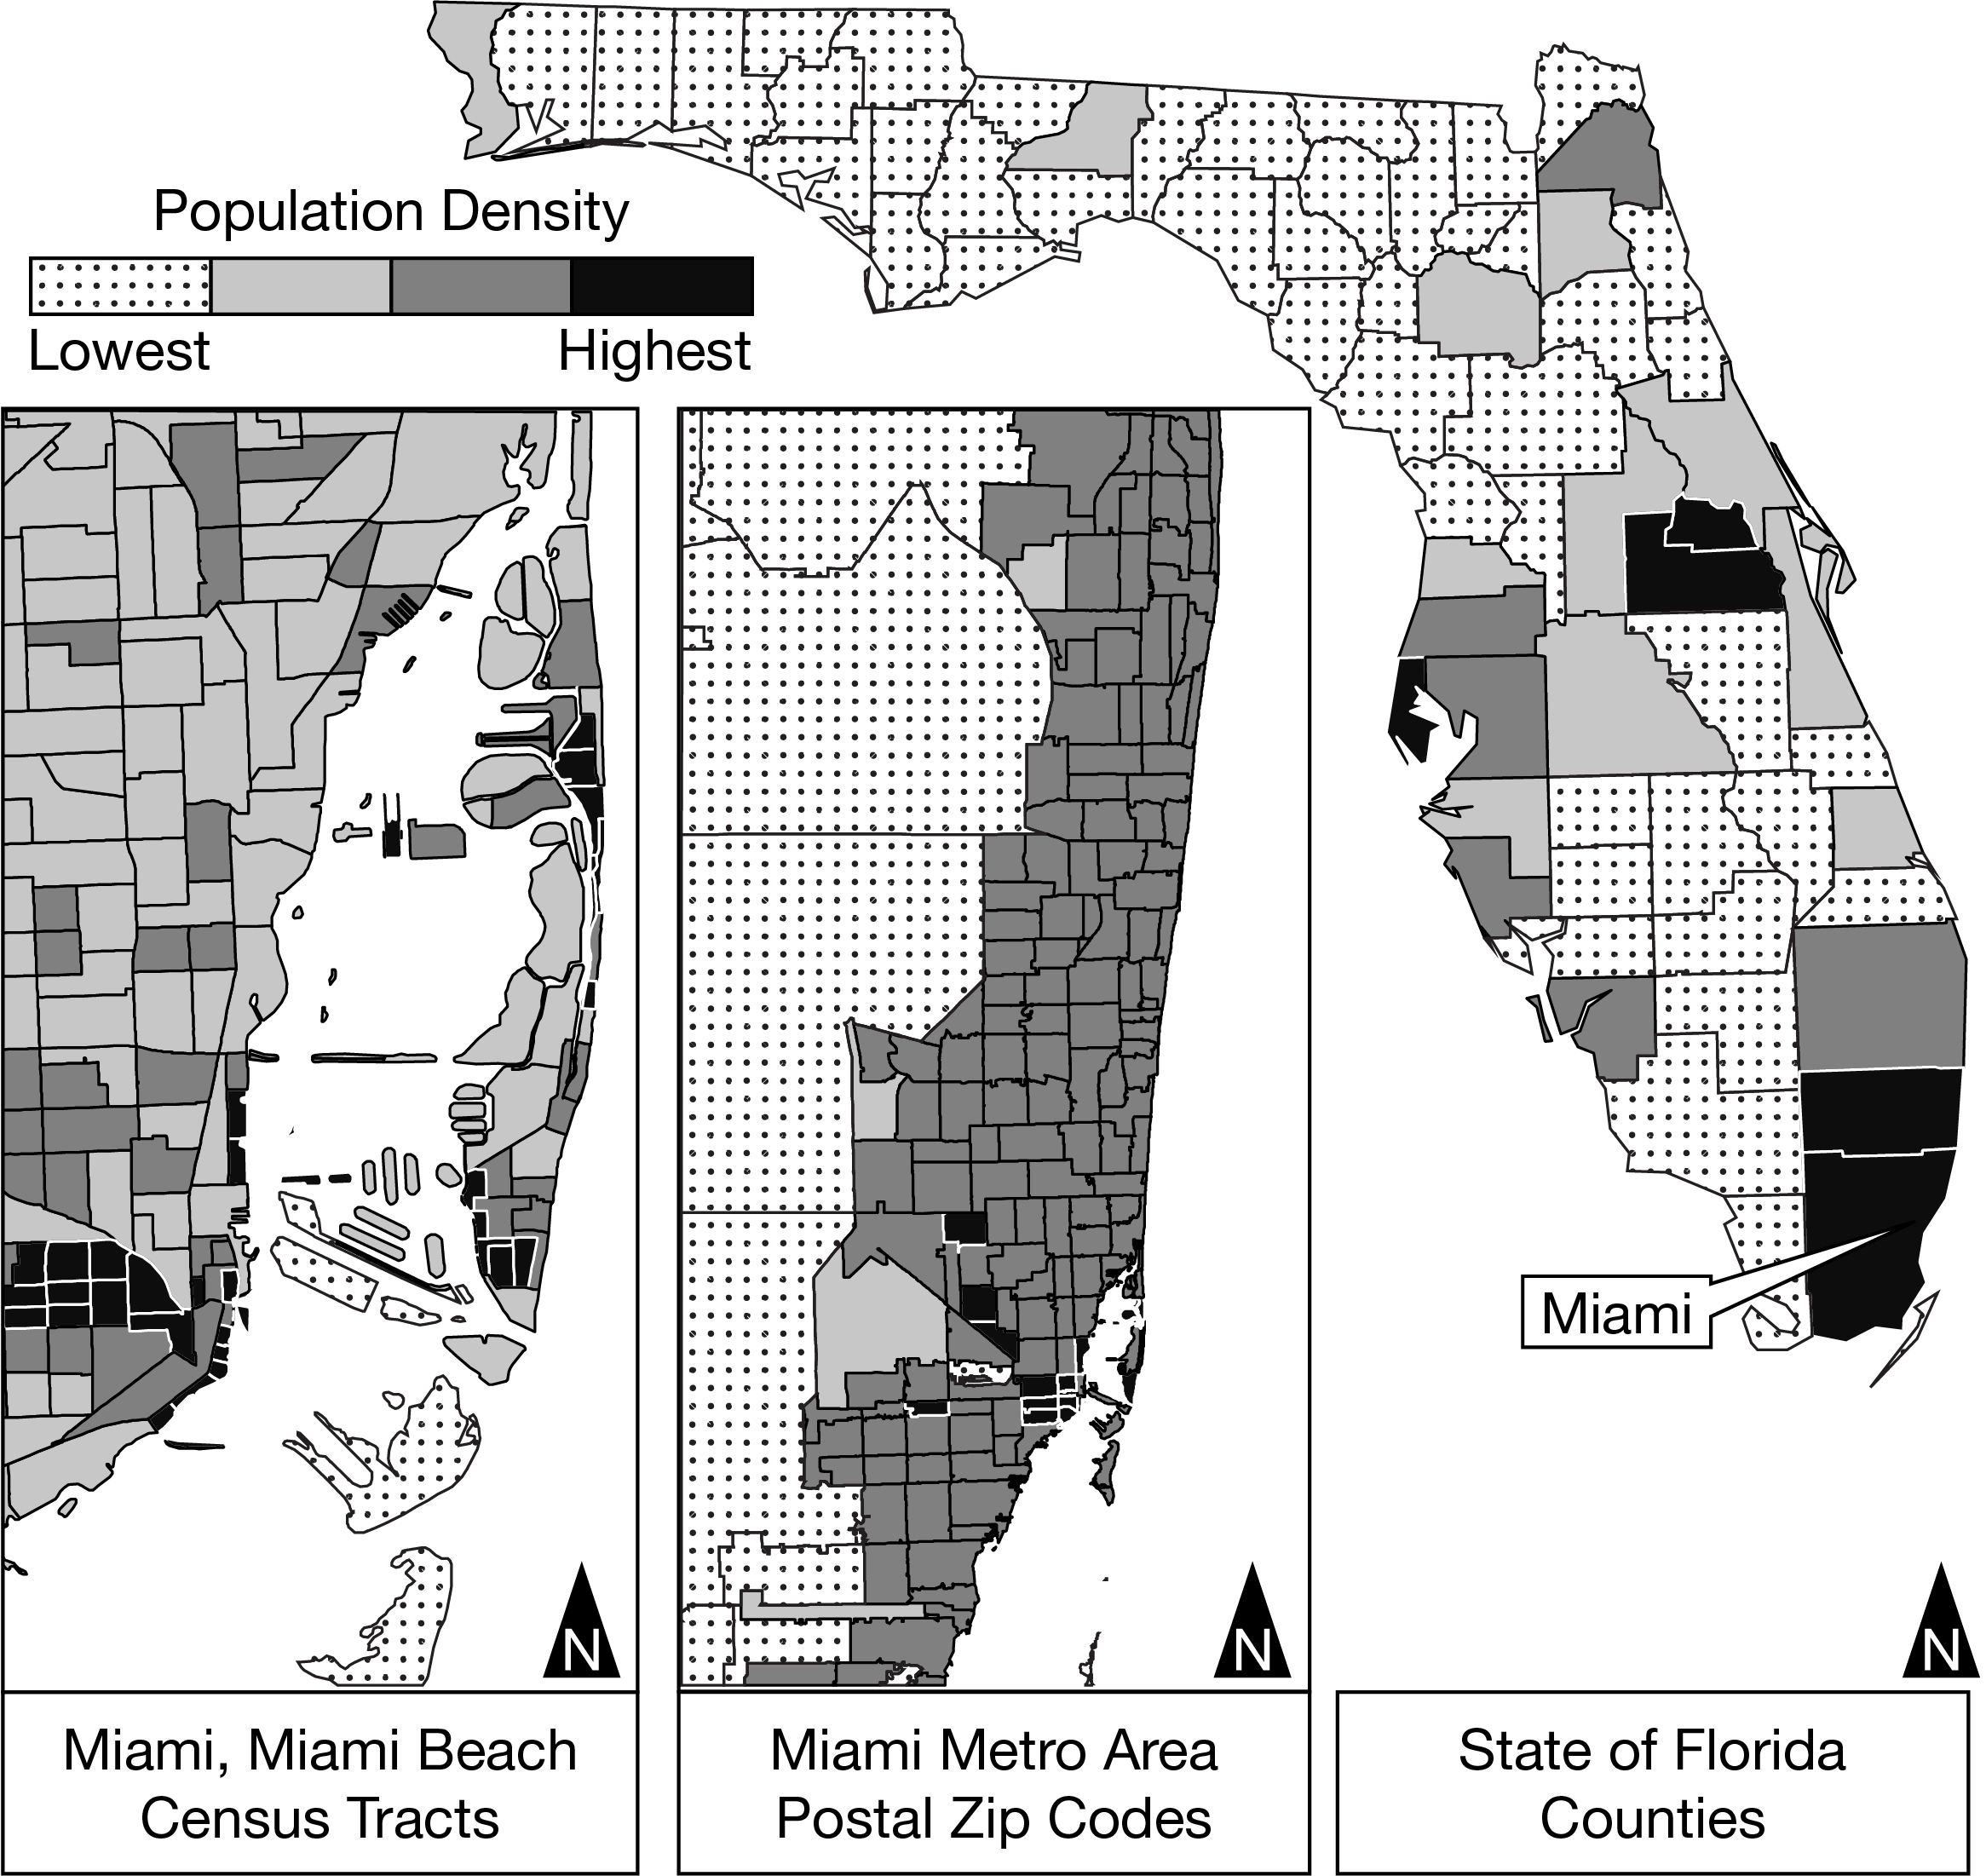 Population Density
Lowest
Highest
Miami
N
N
N
Miami, Miami Beach
Census Tracts
Miami Metro Area
Postal Zip Codes
State of Florida
Counties